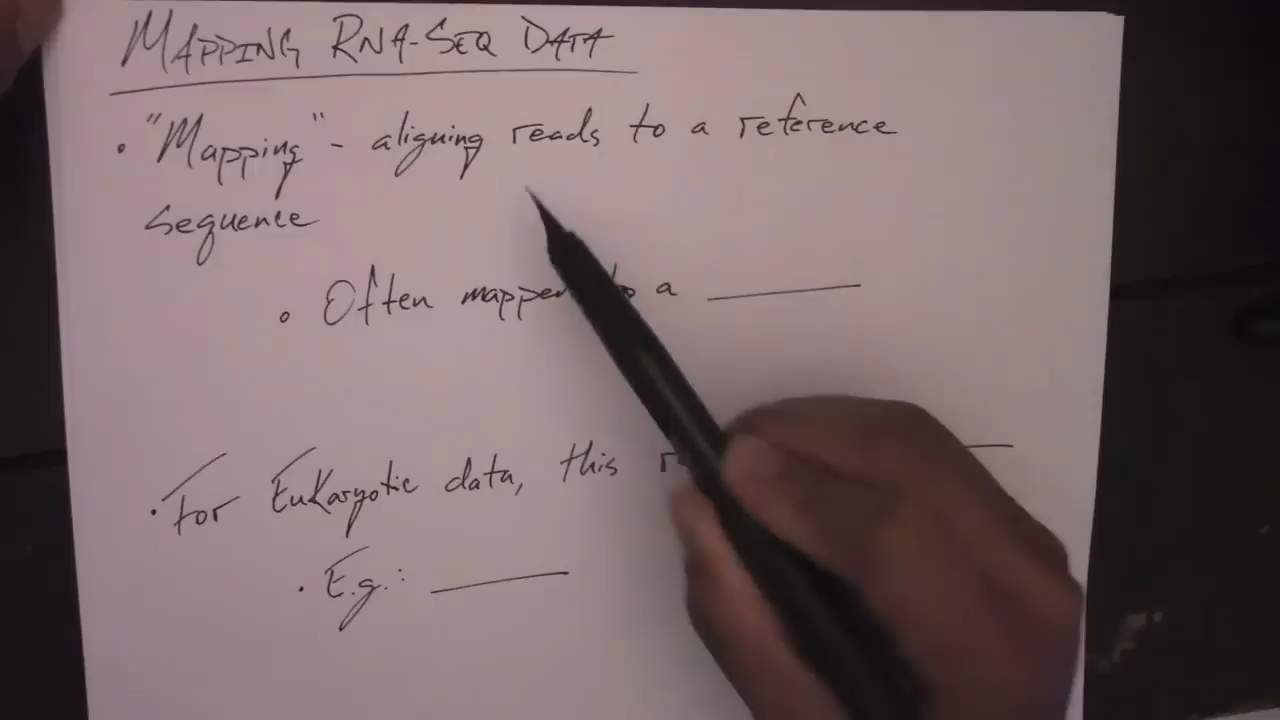 MAPPING RNA-SEQ DATA
• "Mapping" - aligning reads to a reference
sequence
• Often mapped to a ______
• For Eukaryotic data, this
• E.g.: ______